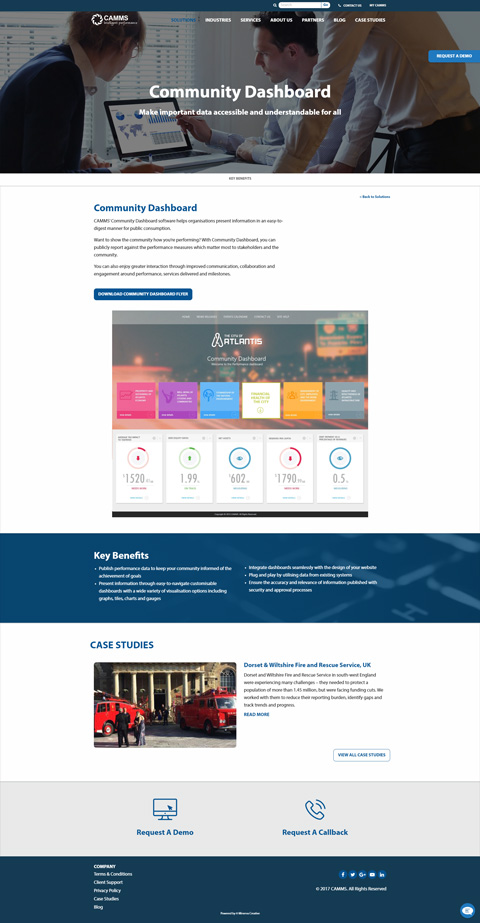 Go
CONTACT US
MY CAMMS
CAMMS
intelligent performance
SOLUTIONS
INDUSTRIES
SERVICES
ABOUT US
PARTNERS
BLOG
CASE STUDIES
REQUEST A DEMO
Community Dashboard
Make important data accessible and understandable for all
KEY BENEFITS
< Back to Solutions
Community Dashboard
CAMMS' Community Dashboard software helps organisations present information in an easy-to-
digest manner for public consumption.
Want to show the community how you're performing? With Community Dashboard, you can
publicly report against the performance measures which matter most to stakeholders and the
community.
You can also enjoy greater interaction through improved communication, collaboration and
engagement around performance, services delivered and milestones.
DOWNLOAD COMMUNITY DASHBOARD FLYER
HOME
CONTACT US
THE CITY OF
ATLANTIS
Community Dashboard
Welcome to the Performance dashboard
FINANCIAL
HEALTH OF
THE CITY
$1520
1.99
$602
$1790
0.5
Key Benefits
• Publish performance data to keep your community informed of the
achievement of goals
• Present information through easy-to-navigate customisable
dashboards with a wide variety of visualisation options including
graphs, tiles, charts and gauges
• Integrate dashboards seamlessly with the design of your website
• Plug and play by utilising data from existing systems
• Ensure the accuracy and relevance of information published with
security and approval processes
CASE STUDIES
Dorset & Wiltshire Fire and Rescue Service, UK
Dorset and Wiltshire Fire and Rescue Service in south-west England
were experiencing many challenges – they needed to protect a
population of more than 1.45 million, but were facing funding cuts. We
worked with them to reduce their reporting burden, identify gaps and
track trends and progress.
READ MORE
VIEW ALL CASE STUDIES
Request A Demo
Request A Callback
COMPANY
Terms & Conditions
Client Support
Privacy Policy
Case Studies
Blog
© 2017 CAMMS. All Rights Reserved
Powered by